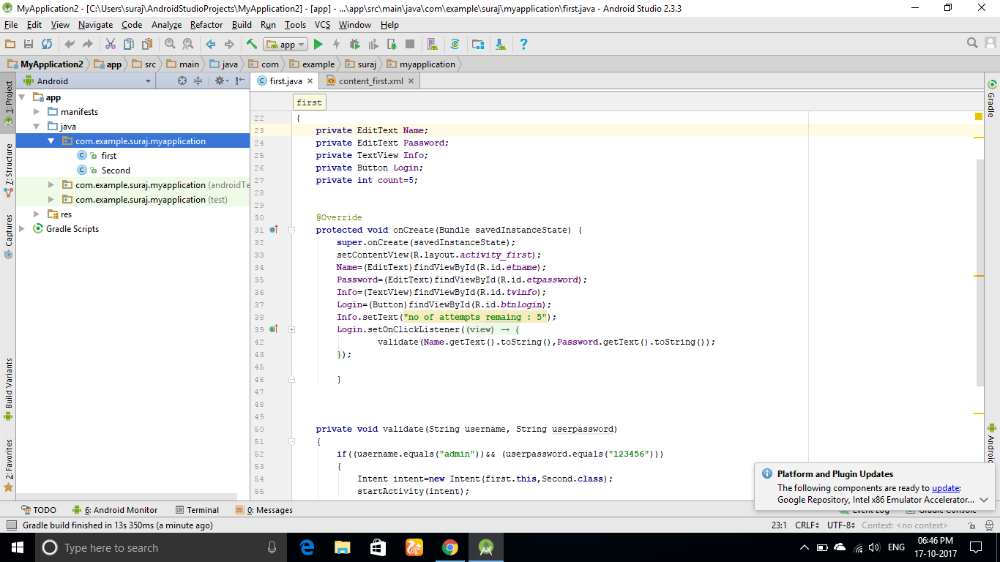 MyApplication2 - [C:\Users\suraj\AndroidStudioProjects\MyApplication2] - [app] - ...\app\src\main\java\com\example\suraj\myapplication\first.java - Android Studio 2.3.3
File Edit View Navigate Code Analyze Refactor Build Run Tools VCS Window Help
app
MyApplication2 app src main java com example suraj myapplication
Android
first.java content_first.xml
1: Project
7: Structure
Captures
Build Variants
2: Favorites
app
manifests
java
com.example.suraj.myapplication
first
Second
com.example.suraj.myapplication (androidTe
com.example.suraj.myapplication (test)
res
Gradle Scripts
first
22 {
23 private EditText Name;
24 private EditText Password;
25 private TextView Info;
26 private Button Login;
27 private int count=5;
28
29
30 @Override
31 protected void onCreate(Bundle savedInstanceState) {
32 super.onCreate(savedInstanceState);
33 setContentView(R.layout.activity_first);
34 Name=(EditText)findViewById(R.id.etname);
35 Password=(EditText)findViewById(R.id.etpassword);
36 Info=(TextView)findViewById(R.id.tvinfo);
37 Login=(Button)findViewById(R.id.btnlogin);
38 Info.setText("no of attempts remaing : 5");
39 Login.setOnClickListener((view) → {
42 validate(Name.getText().toString(),Password.getText().toString());
43 });
45
46 }
47
48
49
50 private void validate(String username, String userpassword)
51 {
52 if((username.equals("admin"))&& (userpassword.equals("123456")))
53 {
54 Intent intent=new Intent(first.this,Second.class);
55 startActivity(intent);
Gradle
Platform and Plugin Updates
The following components are ready to update:
Google Repository, Intel x86 Emulator Accelerator...
TODO 6: Android Monitor Terminal 0: Messages Event Log Gradle Console
Gradle build finished in 13s 350ms (a minute ago)
23:1 CRLF UTF-8 Context: <no context>
Type here to search
ENG
06:46 PM
17-10-2017